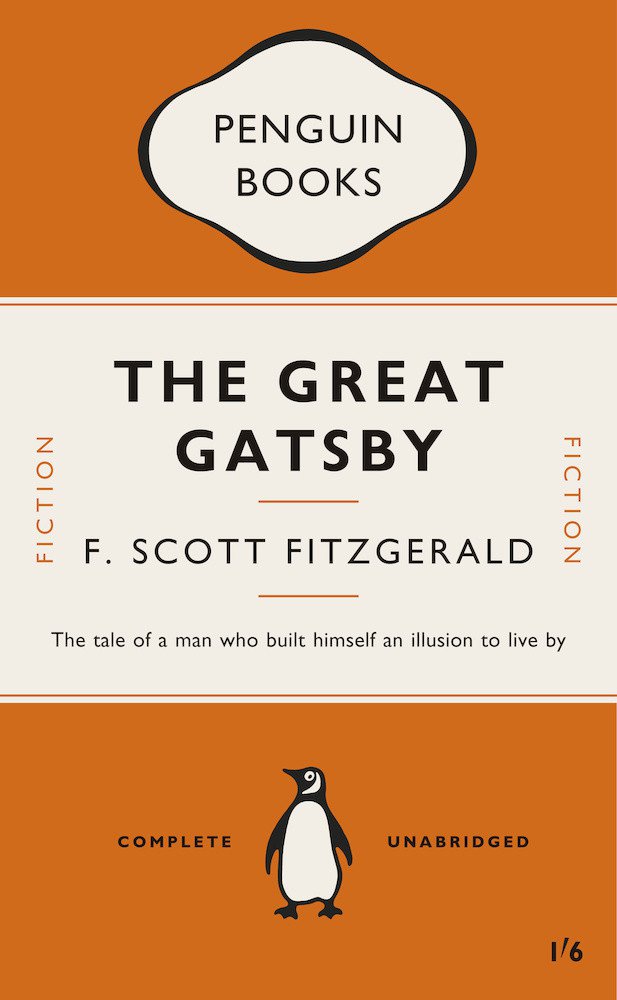 PENGUIN
BOOKS
THE GREAT
GATSBY
FICTION
FICTION
F. SCOTT FITZGERALD
The tale of a man who built himself an illusion to live by
COMPLETE
UNABRIDGED
1/6